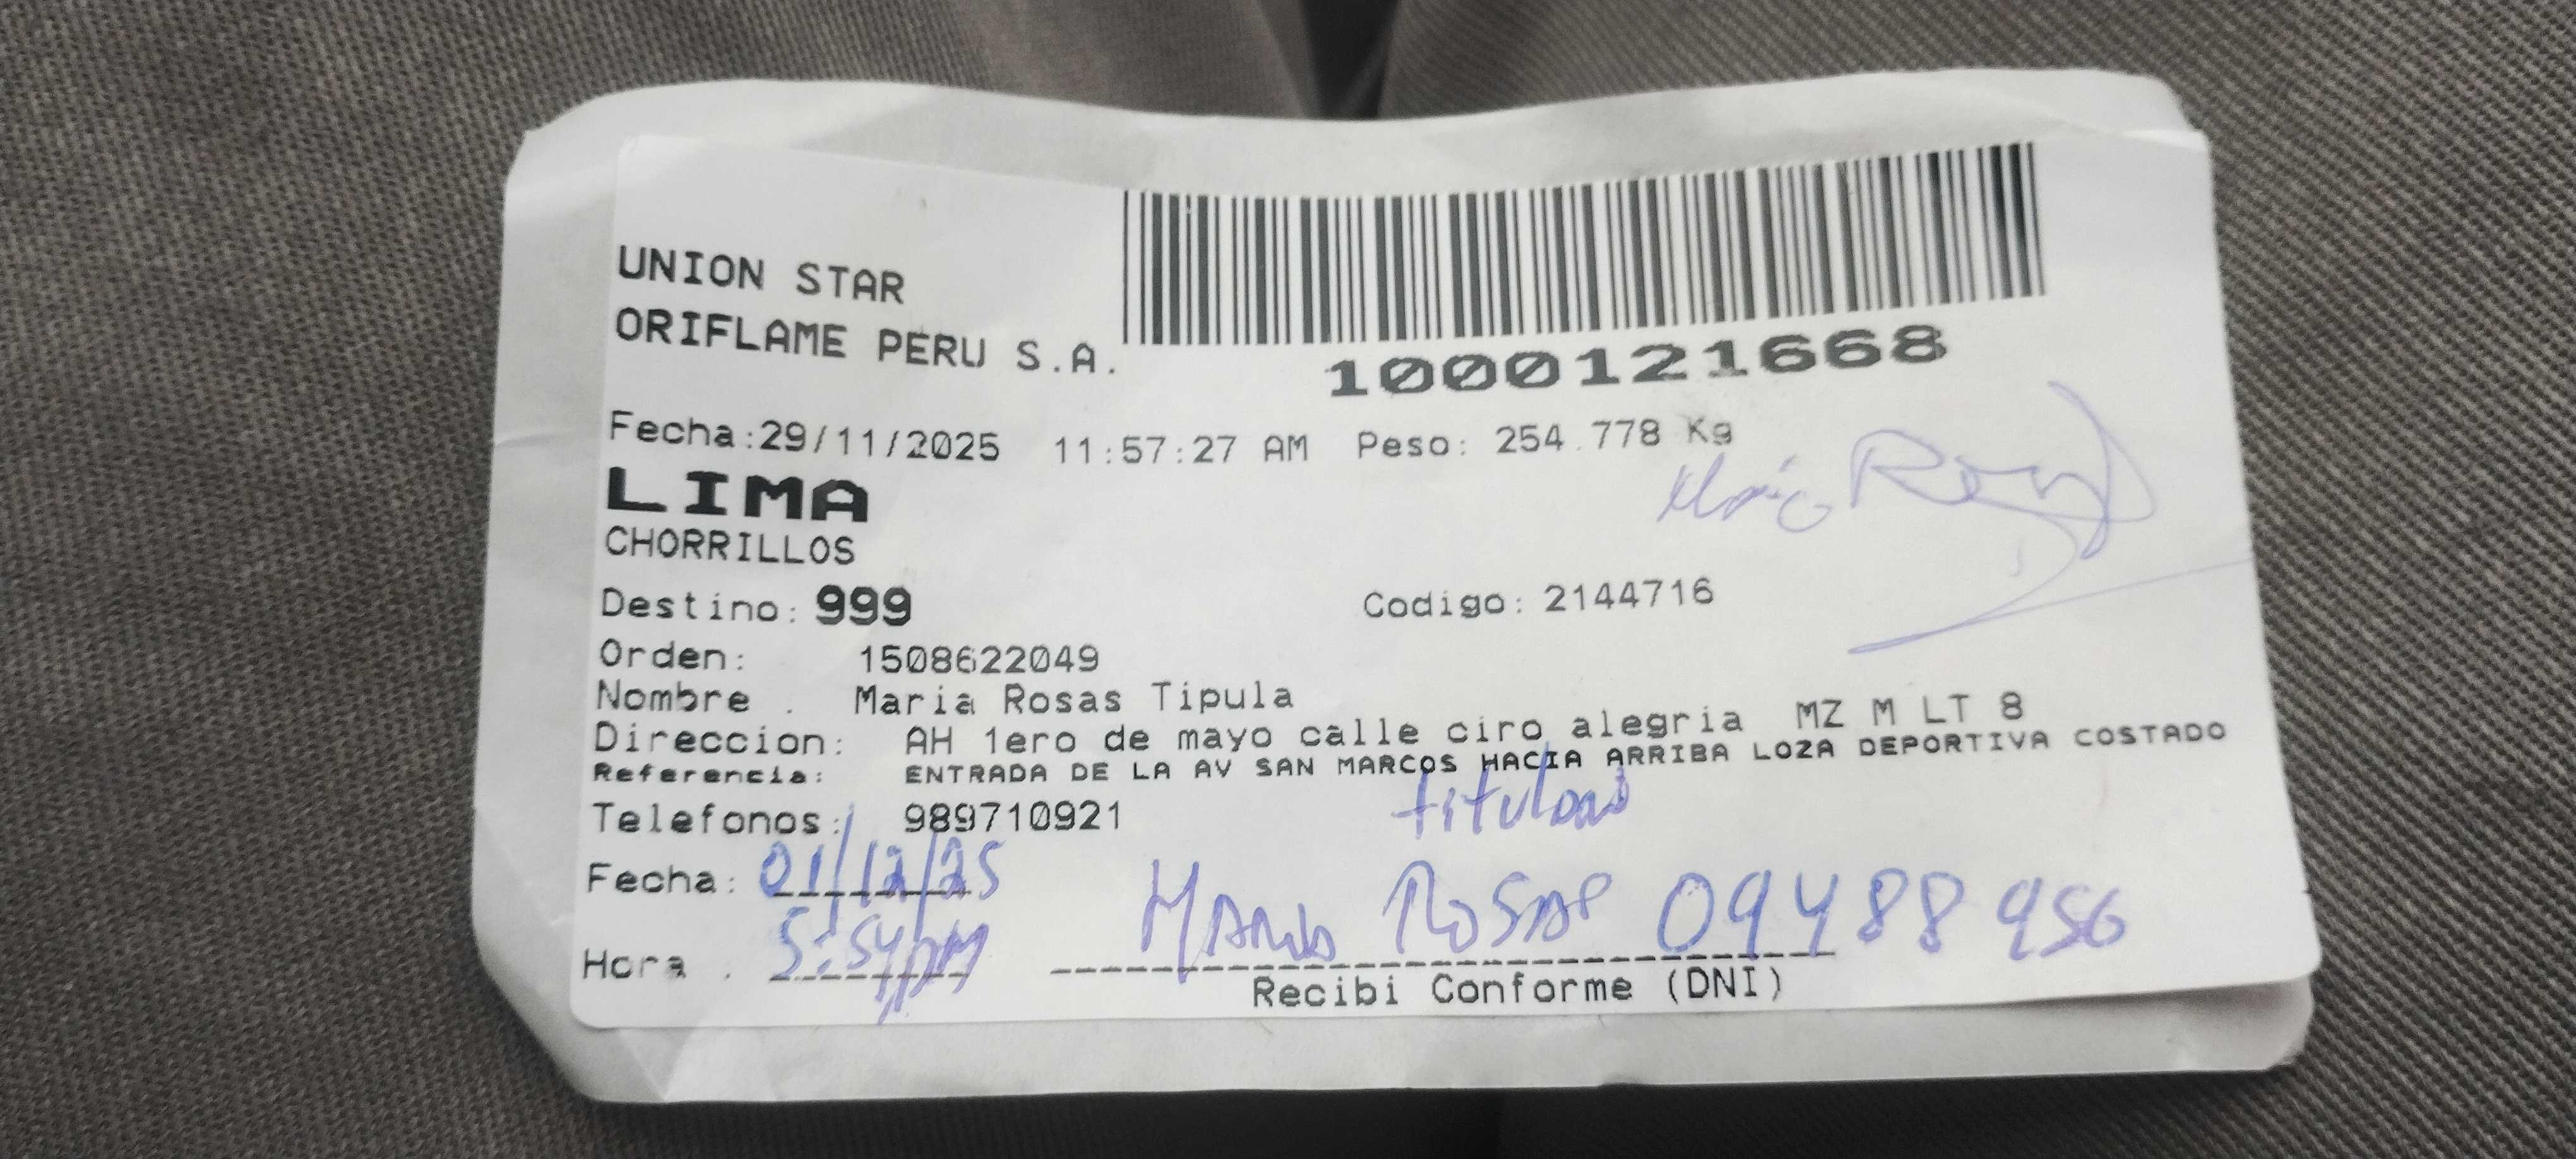 UNION STAR
ORIFLAME PERU S.A.
1000121668
Fecha:29/11/2025 11:57:27 AM Peso: 254.778 Kg
LIMA
CHORRILLOS
Destino: 999 Codigo: 2144716
Orden: 1508622049
Nombre : Maria Rosas Tipula
Direccion: AH 1ero de mayo calle ciro alegria MZ M LT 8
Referencia: ENTRADA DE LA AV SAN MARCOS HACIA ARRIBA LOZA DEPORTIVA COSTADO
Telefonos: 989710921
titular
Fecha: 01/12/25
Maria Rosas 09488956
Hora : 5:54pm
Recibi Conforme (DNI)